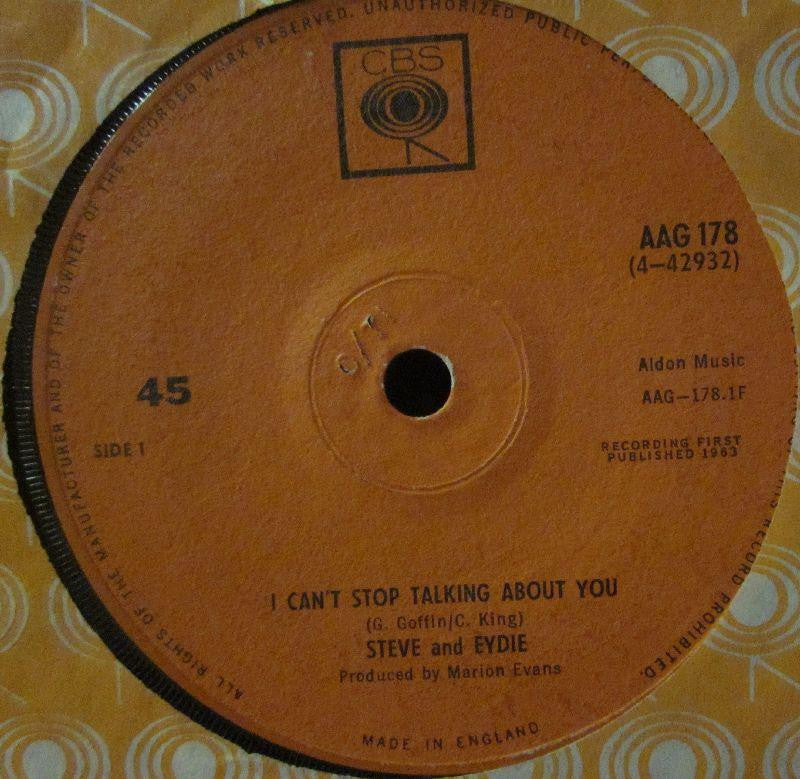 ALL RIGHTS OF THE MANUFACTURER AND OF THE OWNER OF THE RECORDED WORK RESERVED. UNAUTHORIZED PUBLIC
RECORD PROHIBITED.
CBS
AAG 178
(4-42932)
45
Aldon Music
AAG-178.1F
SIDE 1
RECORDING FIRST
PUBLISHED 1963
I CAN'T STOP TALKING ABOUT YOU
(G. Goffin/C. King)
STEVE and EYDIE
Produced by Marion Evans
MADE IN ENGLAND